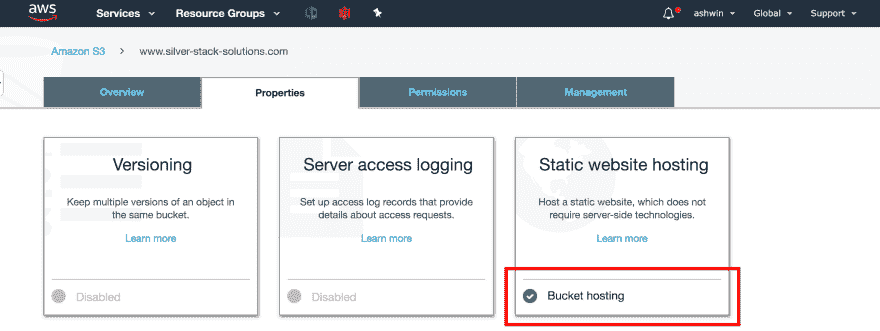 aws Services Resource Groups ashwin Global Support
Amazon S3 > www.silver-stack-solutions.com
Overview Properties Permissions Management
Versioning
Keep multiple versions of an object in
the same bucket.
Learn more
Disabled
Server access logging
Set up access log records that provide
details about access requests.
Learn more
Disabled
Static website hosting
Host a static website, which does not
require server-side technologies.
Learn more
Bucket hosting